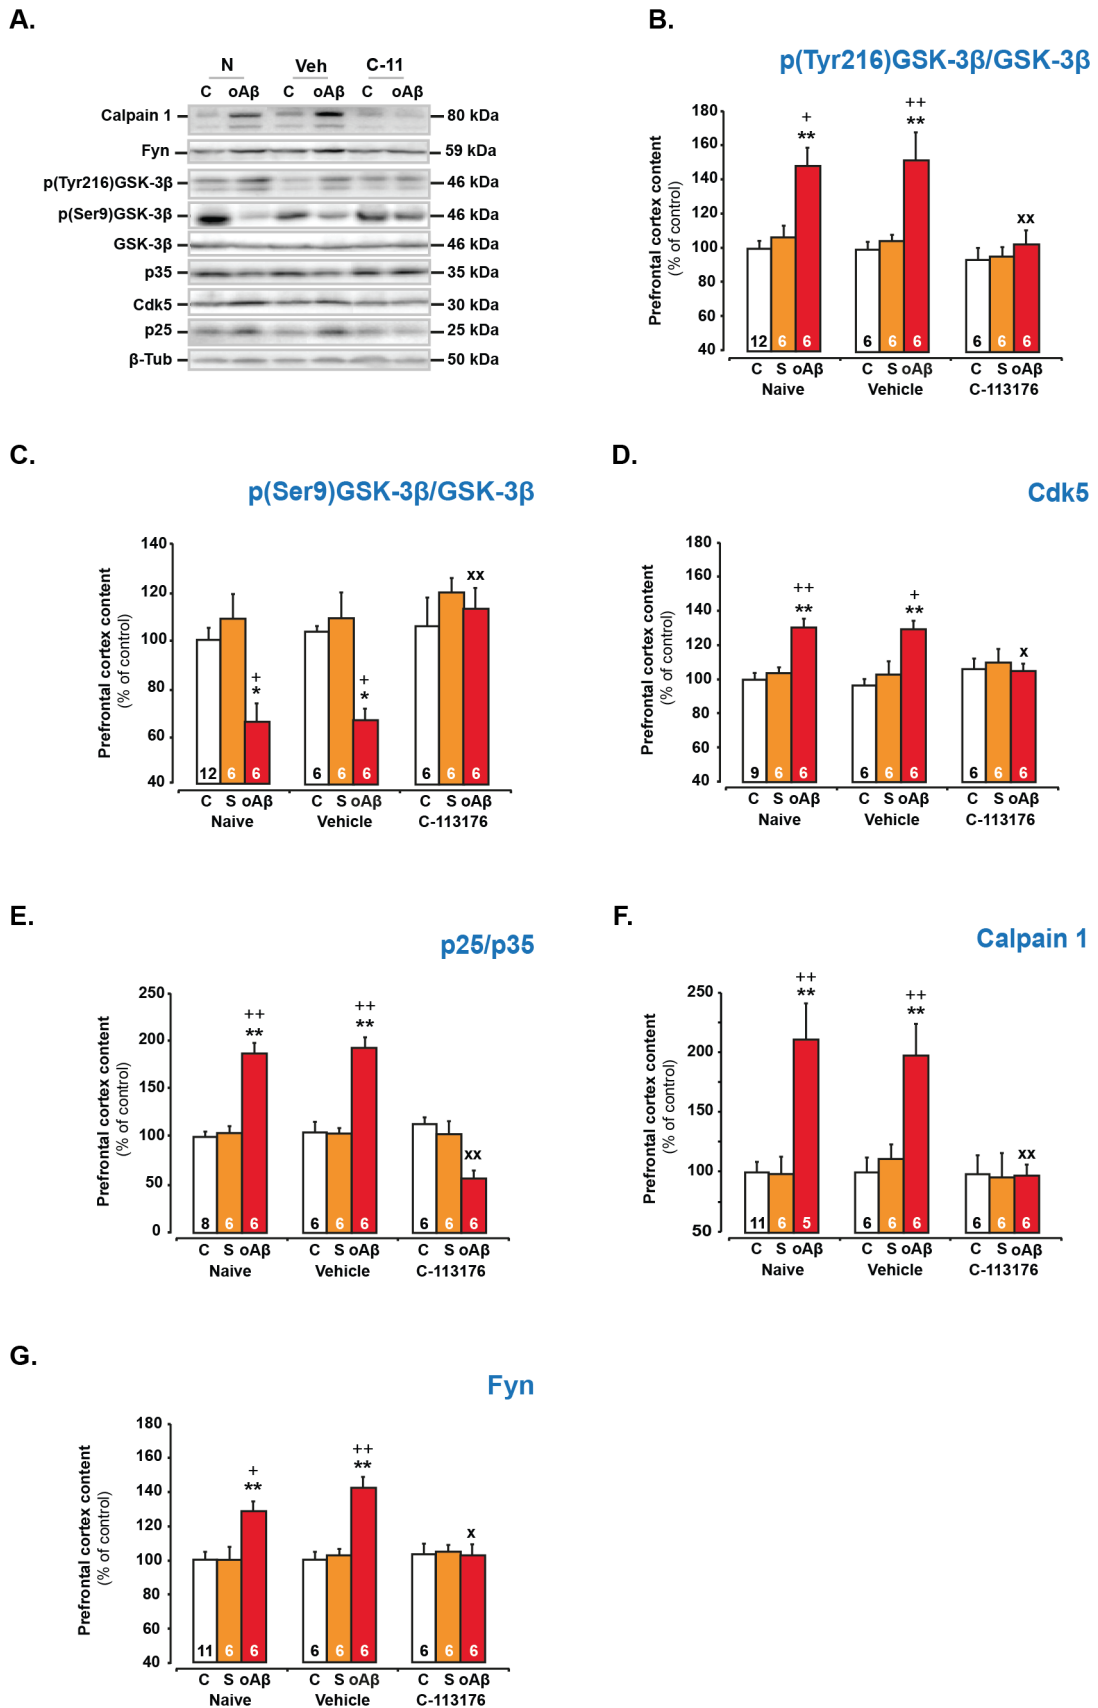 A.
N Veh C-11
C oAβ C oAβ C oAβ
Calpain 1 80 kDa
Fyn 59 kDa
p(Tyr216)GSK-3β 46 kDa
p(Ser9)GSK-3β 46 kDa
GSK-3β 46 kDa
p35 35 kDa
Cdk5 30 kDa
p25 25 kDa
β-Tub 50 kDa
B.
p(Tyr216)GSK-3β/GSK-3β
Prefrontal cortex content
(% of control)
180
160
140
120
100
80
60
40
+
**
++
**
xx
12 6 6 6 6 6 6 6 6
C S oAβ C S oAβ C S oAβ
Naive Vehicle C-113176
C.
p(Ser9)GSK-3β/GSK-3β
Prefrontal cortex content
(% of control)
140
120
100
80
60
40
+
*
+
*
xx
12 6 6 6 6 6 6 6 6
C S oAβ C S oAβ C S oAβ
Naive Vehicle C-113176
D.
Cdk5
Prefrontal cortex content
(% of control)
180
160
140
120
100
80
60
40
++
**
+
**
x
9 6 6 6 6 6 6 6 6
C S oAβ C S oAβ C S oAβ
Naive Vehicle C-113176
E.
p25/p35
Prefrontal cortex content
(% of control)
250
200
150
100
50
0
++
**
++
**
xx
8 6 6 6 6 6 6 6 6
C S oAβ C S oAβ C S oAβ
Naive Vehicle C-113176
F.
Calpain 1
Prefrontal cortex content
(% of control)
250
200
150
100
50
++
**
++
**
xx
11 6 5 6 6 6 6 6 6
C S oAβ C S oAβ C S oAβ
Naive Vehicle C-113176
G.
Fyn
Prefrontal cortex content
(% of control)
180
160
140
120
100
80
60
40
+
**
++
**
x
11 6 6 6 6 6 6 6 6
C S oAβ C S oAβ C S oAβ
Naive Vehicle C-113176